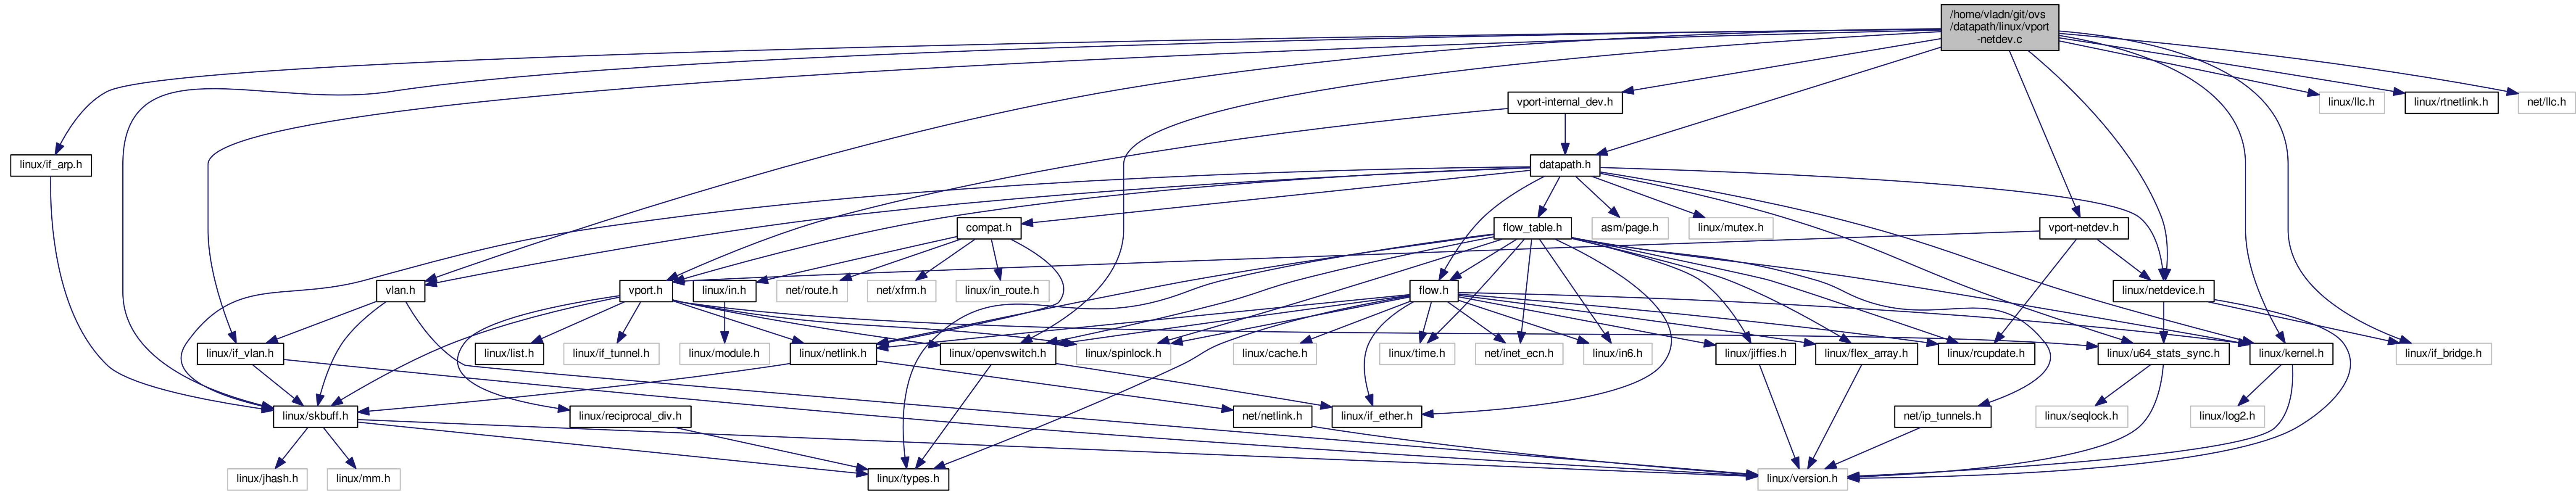 /home/vladn/git/ovs
/datapath/linux/vport
-netdev.c
vport-internal_dev.h
linux/llc.h
linux/rtnetlink.h
net/llc.h
linux/if_arp.h
datapath.h
compat.h
flow_table.h
asm/page.h
linux/mutex.h
vport-netdev.h
vlan.h
vport.h
linux/in.h
net/route.h
net/xfrm.h
linux/in_route.h
flow.h
linux/netdevice.h
linux/if_vlan.h
linux/list.h
linux/if_tunnel.h
linux/module.h
linux/netlink.h
linux/openvswitch.h
linux/spinlock.h
linux/cache.h
linux/time.h
net/inet_ecn.h
linux/in6.h
linux/jiffies.h
linux/flex_array.h
linux/rcupdate.h
linux/u64_stats_sync.h
linux/kernel.h
linux/if_bridge.h
linux/skbuff.h
linux/reciprocal_div.h
net/netlink.h
linux/if_ether.h
net/ip_tunnels.h
linux/seqlock.h
linux/log2.h
linux/jhash.h
linux/mm.h
linux/types.h
linux/version.h